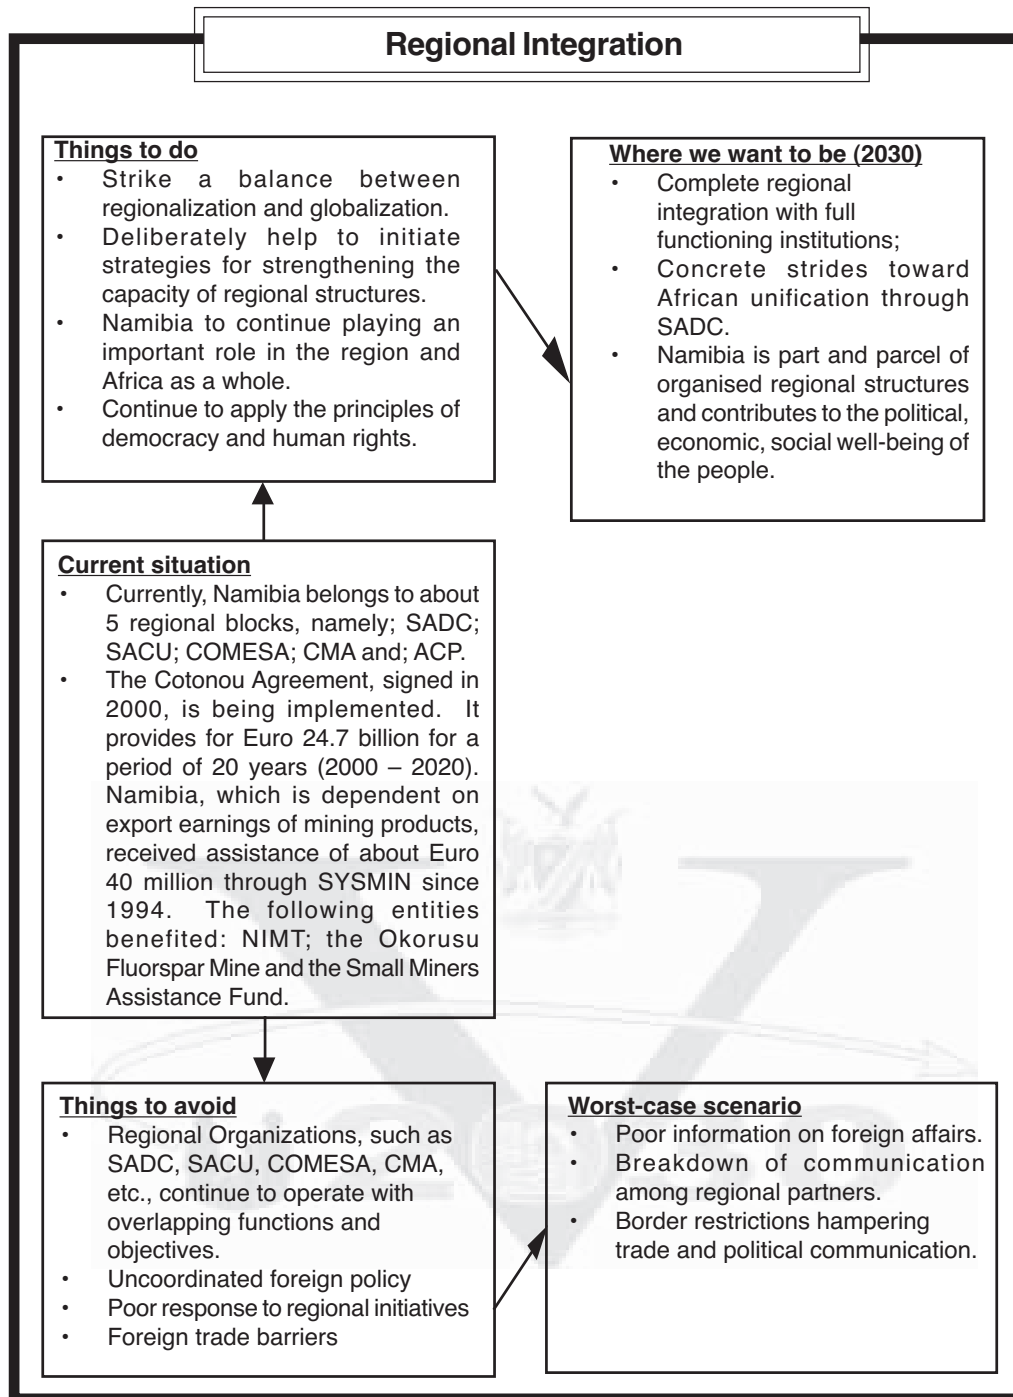 Regional Integration
Things to do
• Strike a balance between
regionalization and globalization.
• Deliberately help to initiate
strategies for strengthening the
capacity of regional structures.
• Namibia to continue playing an
important role in the region and
Africa as a whole.
• Continue to apply the principles of
democracy and human rights.
Where we want to be (2030)
• Complete regional
integration with full
functioning institutions;
• Concrete strides toward
African unification through
SADC.
• Namibia is part and parcel of
organised regional structures
and contributes to the political,
economic, social well-being of
the people.
Current situation
• Currently, Namibia belongs to about
5 regional blocks, namely; SADC;
SACU; COMESA; CMA and; ACP.
• The Cotonou Agreement, signed in
2000, is being implemented. It
provides for Euro 24.7 billion for a
period of 20 years (2000 – 2020).
Namibia, which is dependent on
export earnings of mining products,
received assistance of about Euro
40 million through SYSMIN since
1994. The following entities
benefited: NIMT; the Okorusu
Fluorspar Mine and the Small Miners
Assistance Fund.
Things to avoid
• Regional Organizations, such as
SADC, SACU, COMESA, CMA,
etc., continue to operate with
overlapping functions and
objectives.
• Uncoordinated foreign policy
• Poor response to regional initiatives
• Foreign trade barriers
Worst-case scenario
• Poor information on foreign affairs.
• Breakdown of communication
among regional partners.
• Border restrictions hampering
trade and political communication.